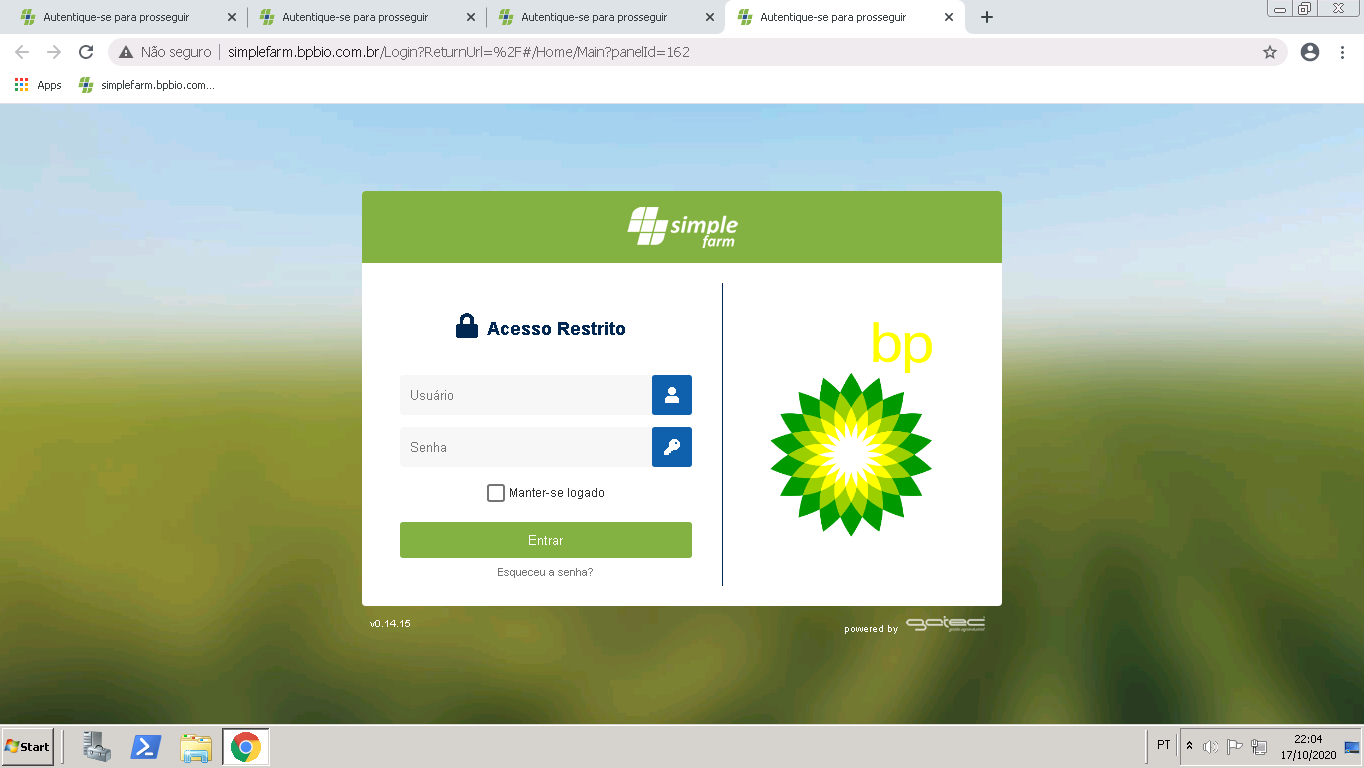 Autentique-se para prosseguir
Autentique-se para prosseguir
Autentique-se para prosseguir
Autentique-se para prosseguir
Não seguro
simplefarm.bpbio.com.br/Login?ReturnUrl=%2F#/Home/Main?panelId=162
Apps
simplefarm.bpbio.com...
simple
farm
Acesso Restrito
bp
Usuário
Senha
Manter-se logado
Entrar
Esqueceu a senha?
v0.14.15
powered by gatec
Start
PT
22:04
17/10/2020